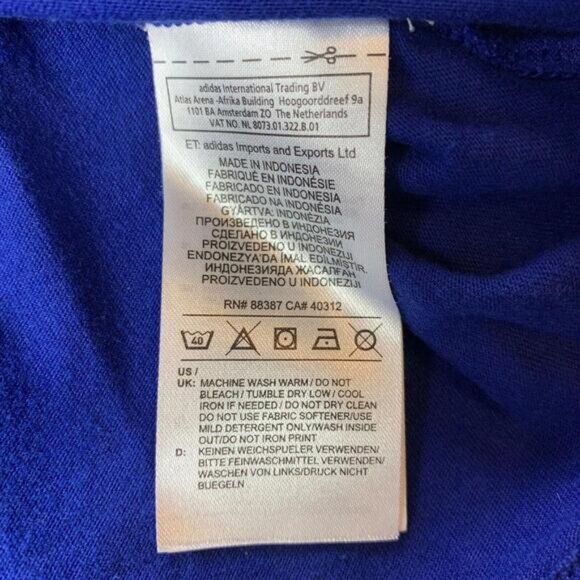 adidas International Trading BV
Atlas Arena -Afrika Building Hoogoorddreef 9a
1101 BA Amsterdam ZO The Netherlands
VAT NO. NL 8073.01.322.B.01
ET: adidas Imports and Exports Ltd
MADE IN INDONESIA
FABRIQUÉ EN INDONÉSIE
FABRICADO EN INDONESIA
FABRICADO NA INDONÉSIA
GYÁRTVA: INDONÉZIA
ПРОИЗВЕДЕНО В ИНДОНЕЗИИ
СДЕЛАНО В ИНДОНЕЗИИ
PROIZVEDENO U INDONEZIJI
ENDONEZYA'DA İMAL EDİLMİŞTİR.
ИНДОНЕЗИЯДА ЖАСАЛҒАН
PROIZVEDENO U INDONEZIJI
RN# 88387 CA# 40312
40
US /
UK: MACHINE WASH WARM / DO NOT
BLEACH / TUMBLE DRY LOW / COOL
IRON IF NEEDED / DO NOT DRY CLEAN
DO NOT USE FABRIC SOFTENER/USE
MILD DETERGENT ONLY/WASH INSIDE
OUT/DO NOT IRON PRINT
D: KEINEN WEICHSPUELER VERWENDEN/
BITTE FEINWASCHMITTEL VERWENDEN/
WASCHEN VON LINKS/DRUCK NICHT
BUEGELN